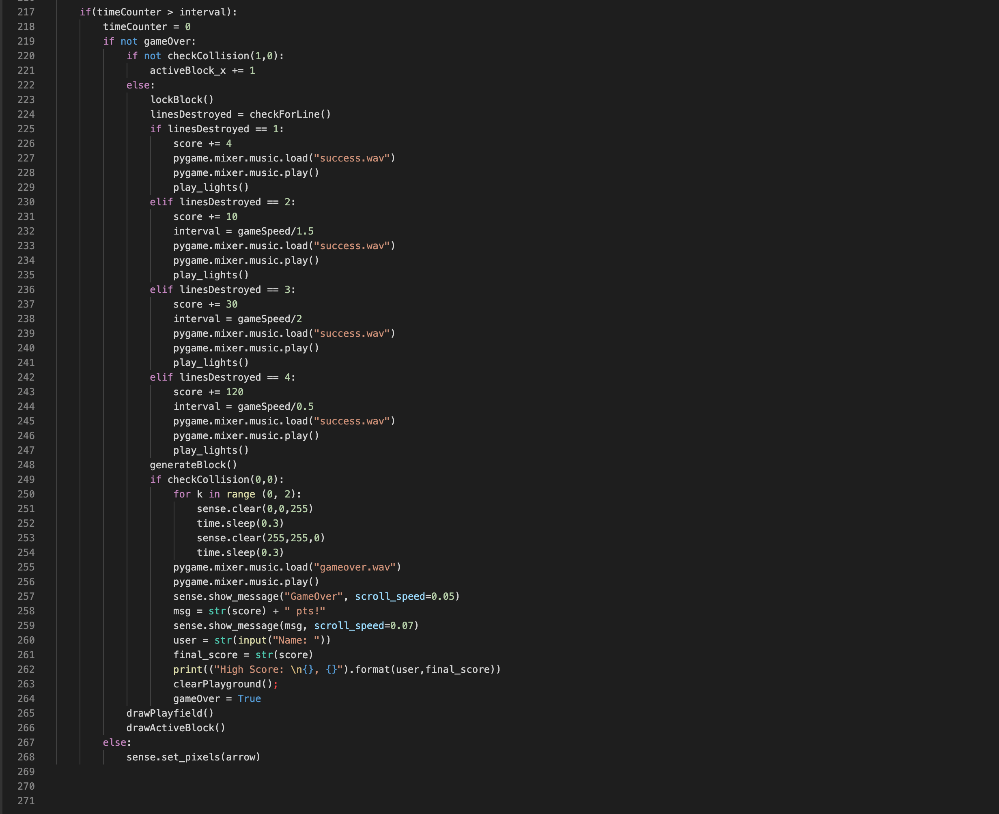 217 if(timeCounter > interval):
218 timeCounter = 0
219 if not gameOver:
220 if not checkCollision(1,0):
221 activeBlock_x += 1
222 else:
223 lockBlock()
224 linesDestroyed = checkForLine()
225 if linesDestroyed == 1:
226 score += 4
227 pygame.mixer.music.load("success.wav")
228 pygame.mixer.music.play()
229 play_lights()
230 elif linesDestroyed == 2:
231 score += 10
232 interval = gameSpeed/1.5
233 pygame.mixer.music.load("success.wav")
234 pygame.mixer.music.play()
235 play_lights()
236 elif linesDestroyed == 3:
237 score += 30
238 interval = gameSpeed/2
239 pygame.mixer.music.load("success.wav")
240 pygame.mixer.music.play()
241 play_lights()
242 elif linesDestroyed == 4:
243 score += 120
244 interval = gameSpeed/0.5
245 pygame.mixer.music.load("success.wav")
246 pygame.mixer.music.play()
247 play_lights()
248 generateBlock()
249 if checkCollision(0,0):
250 for k in range (0, 2):
251 sense.clear(0,0,255)
252 time.sleep(0.3)
253 sense.clear(255,255,0)
254 time.sleep(0.3)
255 pygame.mixer.music.load("gameover.wav")
256 pygame.mixer.music.play()
257 sense.show_message("GameOver", scroll_speed=0.05)
258 msg = str(score) + " pts!"
259 sense.show_message(msg, scroll_speed=0.07)
260 user = str(input("Name: "))
261 final_score = str(score)
262 print(("High Score: \n{}, {}").format(user,final_score))
263 clearPlayground();
264 gameOver = True
265 drawPlayfield()
266 drawActiveBlock()
267 else:
268 sense.set_pixels(arrow)
269
270
271